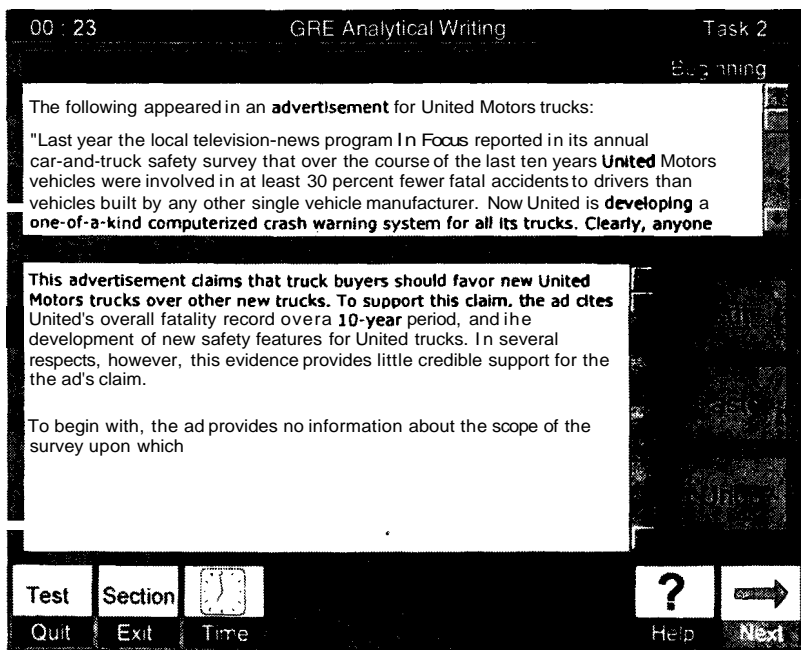 00 : 23 GRE Analytical Writing Task 2
Beginning
The following appeared in an advertisement for United Motors trucks:
"Last year the local television-news program In Focus reported in its annual
car-and-truck safety survey that over the course of the last ten years United Motors
vehicles were involved in at least 30 percent fewer fatal accidents to drivers than
vehicles built by any other single vehicle manufacturer. Now United is developing a
one-of-a-kind computerized crash warning system for all its trucks. Clearly, anyone
This advertisement claims that truck buyers should favor new United
Motors trucks over other new trucks. To support this claim, the ad cites
United's overall fatality record over a 10-year period, and ihe
development of new safety features for United trucks. In several
respects, however, this evidence provides little credible support for the
the ad's claim.
To begin with, the ad provides no information about the scope of the
survey upon which
Test Section ?
Quit Exit Time Help Next